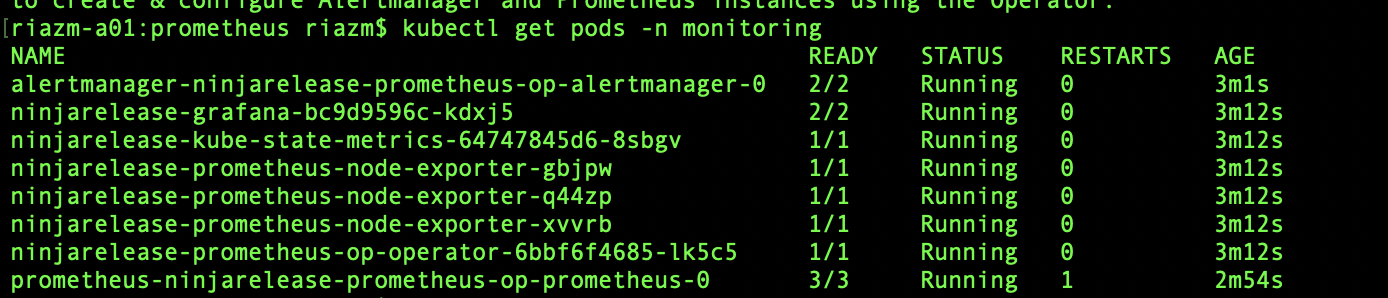 to create & configure Alertmanager and Prometheus instances using the Operator.
[riazm-a01:prometheus riazm$ kubectl get pods -n monitoring
NAME READY STATUS RESTARTS AGE
alertmanager-ninjarelease-prometheus-op-alertmanager-0 2/2 Running 0 3m1s
ninjarelease-grafana-bc9d9596c-kdxj5 2/2 Running 0 3m12s
ninjarelease-kube-state-metrics-64747845d6-8sbgv 1/1 Running 0 3m12s
ninjarelease-prometheus-node-exporter-gbjpw 1/1 Running 0 3m12s
ninjarelease-prometheus-node-exporter-q44zp 1/1 Running 0 3m12s
ninjarelease-prometheus-node-exporter-xvvrb 1/1 Running 0 3m12s
ninjarelease-prometheus-op-operator-6bbf6f4685-lk5c5 1/1 Running 0 3m12s
prometheus-ninjarelease-prometheus-op-prometheus-0 3/3 Running 1 2m54s